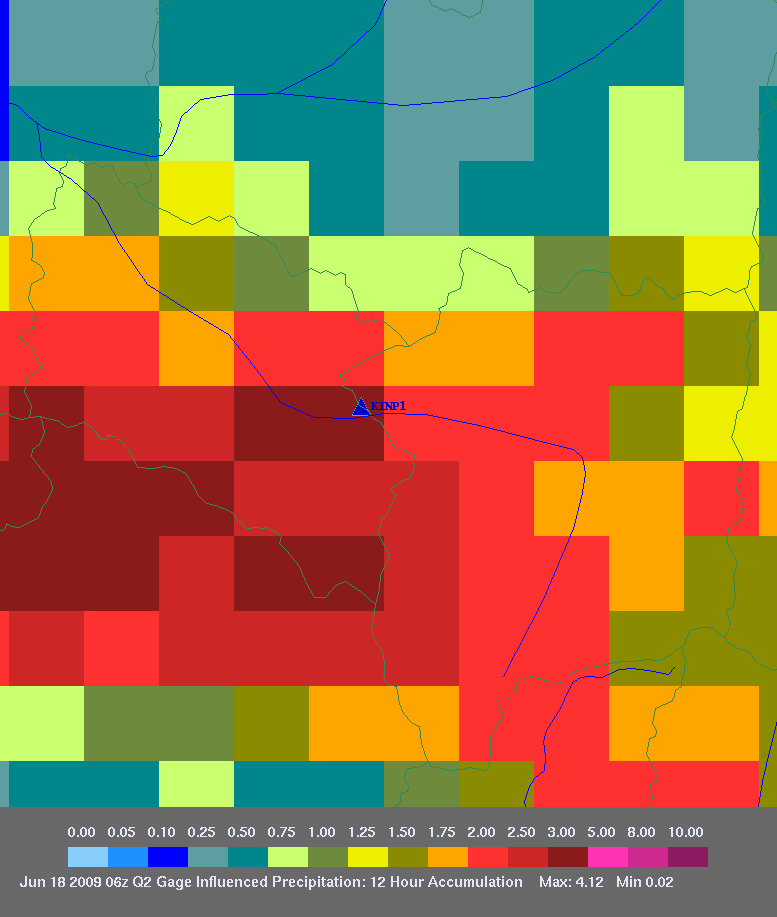 KINP1
0.00 0.05 0.10 0.25 0.50 0.75 1.00 1.25 1.50 1.75 2.00 2.50 3.00 5.00 8.00 10.00
Jun 18 2009 06z Q2 Gage Influenced Precipitation: 12 Hour Accumulation Max: 4.12 Min 0.02